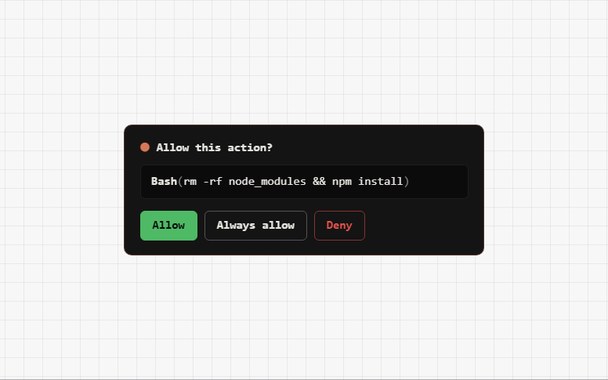 Allow this action?
Bash(rm -rf node_modules && npm install)
Allow Always allow Deny